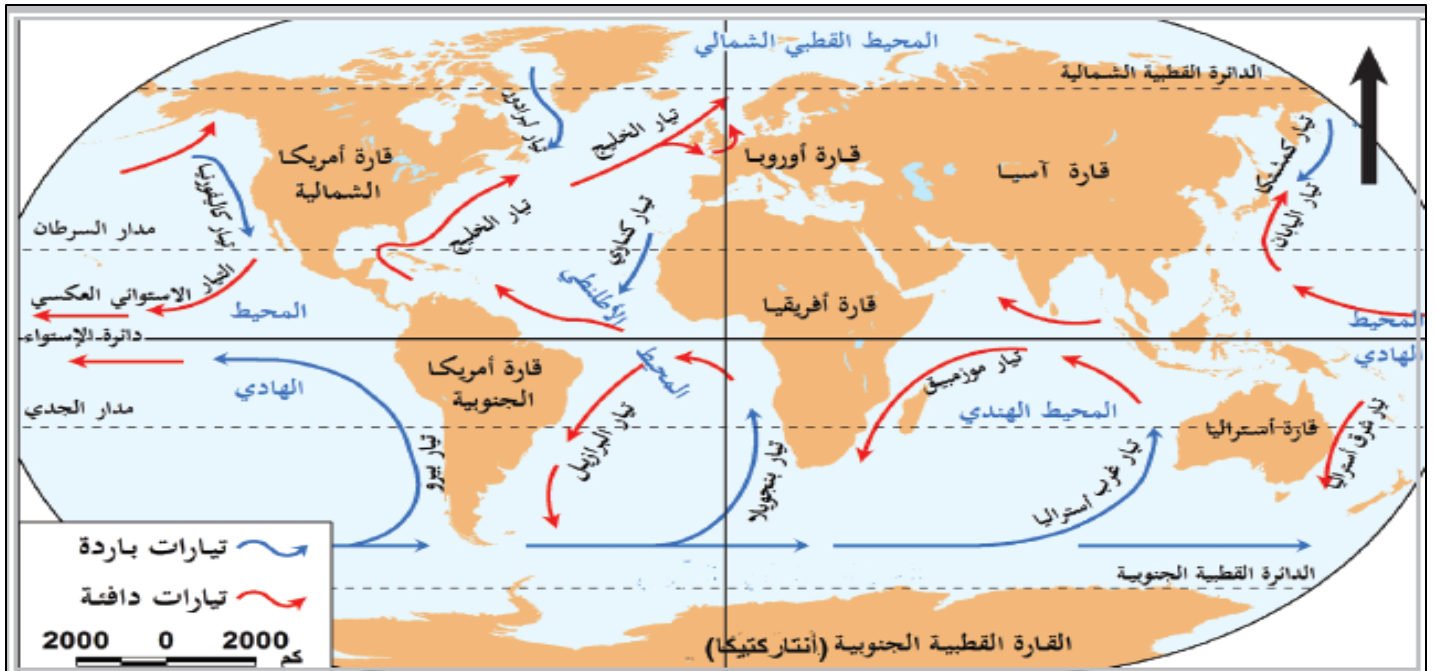 المحيط القطبي الشمالي
الدائرة القطبية الشمالية
تيار لبرادور
تيار الخليج
قارة أمريكا
الشمالية
قارة أوروبا
قارة آسيا
تيار كمشتكا
تيار اليابان
تيار كاليفورنيا
تيار الخليج
تيار كناري
مدار السرطان
التيار الاستوائي العكسي
المحيط
الأطلنطي
قارة أفريقيا
المحيط
الهادي
دائرة الإستواء
الهادي
قارة أمريكا
الجنوبية
المحيط
تيار موزمبيق
المحيط الهندي
مدار الجدي
قارة أستراليا
تيار شرق أستراليا
تيار بيرو
تيار البرازيل
تيار بنجويلا
تيار غرب أستراليا
تيارات باردة
تيارات دافئة
2000 0 2000 كم
الدائرة القطبية الجنوبية
القارة القطبية الجنوبية (أنتاركتيكا)